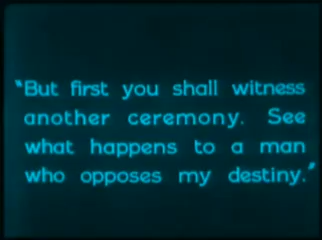 "But first you shall witness
another ceremony. See
what happens to a man
who opposes my destiny."